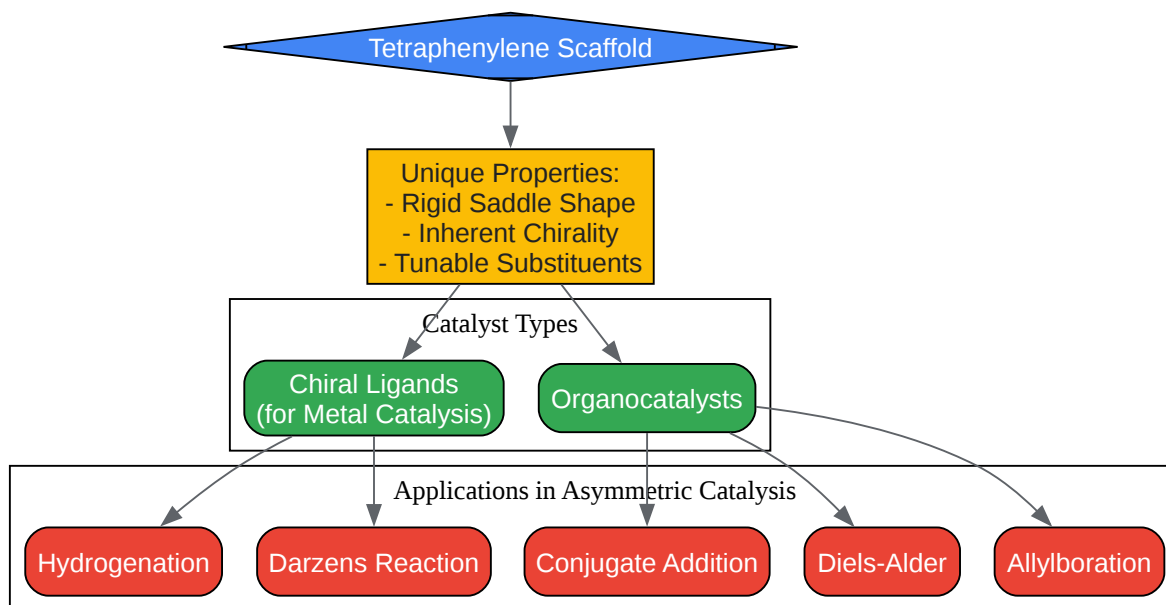 Tetraphenylene Scaffold
Unique Properties:
- Rigid Saddle Shape
- Inherent Chirality
- Tunable Substituents
Catalyst Types
Chiral Ligands
(for Metal Catalysis)
Organocatalysts
Applications in Asymmetric Catalysis
Hydrogenation
Darzens Reaction
Conjugate Addition
Diels-Alder
Allylboration